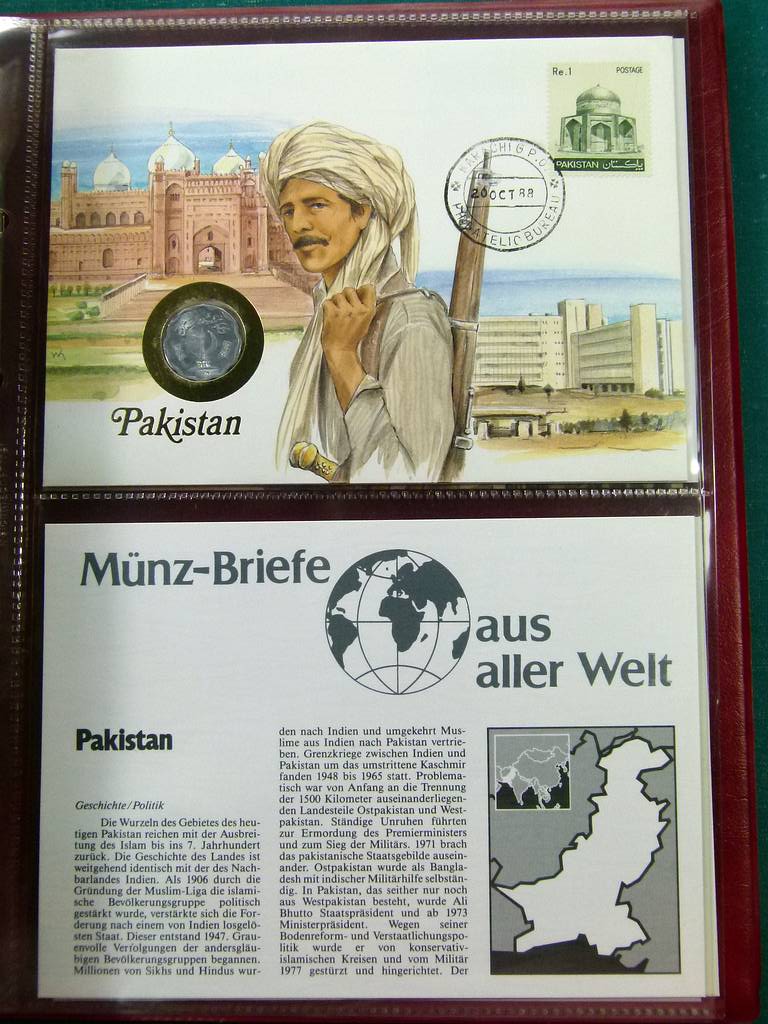 Re.1 POSTAGE
PAKISTAN پاکستان
KARACHI G.P.O.
20 OCT 88
PHILATELIC BUREAU
Pakistan
Münz-Briefe
aus
aller Welt
Pakistan
Geschichte/Politik
Die Wurzeln des Gebietes des heu-
tigen Pakistan reichen mit der Ausbrei-
tung des Islam bis ins 7. Jahrhundert
zurück. Die Geschichte des Landes ist
weitgehend identisch mit der des Nach-
barlandes Indien. Als 1906 durch die
Gründung der Muslim-Liga die islami-
sche Bevölkerungsgruppe politisch
gestärkt wurde, verstärkte sich die For-
derung nach einem von Indien losgelö-
sten Staat. Dieser entstand 1947. Grau-
envolle Verfolgungen der andersgläu-
bigen Bevölkerungsgruppen begannen.
Millionen von Sikhs und Hindus wur-
den nach Indien und umgekehrt Mus-
lime aus Indien nach Pakistan vertrie-
ben. Grenzkriege zwischen Indien und
Pakistan um das umstrittene Kaschmir
fanden 1948 bis 1965 statt. Problema-
tisch war von Anfang an die Trennung
der 1500 Kilometer auseinanderliegen-
den Landesteile Ostpakistan und West-
pakistan. Ständige Unruhen führten
zur Ermordung des Premierministers
und zum Sieg der Militärs. 1971 brach
das pakistanische Staatsgebilde ausein-
ander. Ostpakistan wurde als Bangla-
desh mit indischer Militärhilfe selbstän-
dig. In Pakistan, das seither nur noch
aus Westpakistan besteht, wurde Ali
Bhutto Staatspräsident und ab 1973
Ministerpräsident. Wegen seiner
Bodenreform- und Verstaatlichungspo-
litik wurde er von konservativ-
islamischen Kreisen und vom Militär
1977 gestürzt und hingerichtet. Der